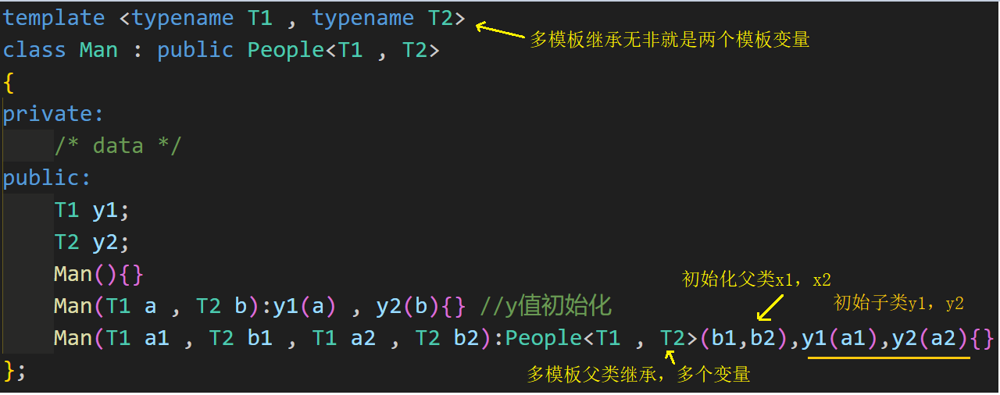 template <typename T1 , typename T2>
多模板继承无非就是两个模板变量
class Man : public People<T1 , T2>
{
private:
/* data */
public:
T1 y1;
T2 y2;
Man(){}
初始化父类x1，x2
Man(T1 a , T2 b):y1(a) , y2(b){} //y值初始化
初始子类y1，y2
Man(T1 a1 , T2 b1 , T1 a2 , T2 b2):People<T1 , T2>(b1,b2),y1(a1),y2(a2){}
多模板父类继承，多个变量
};